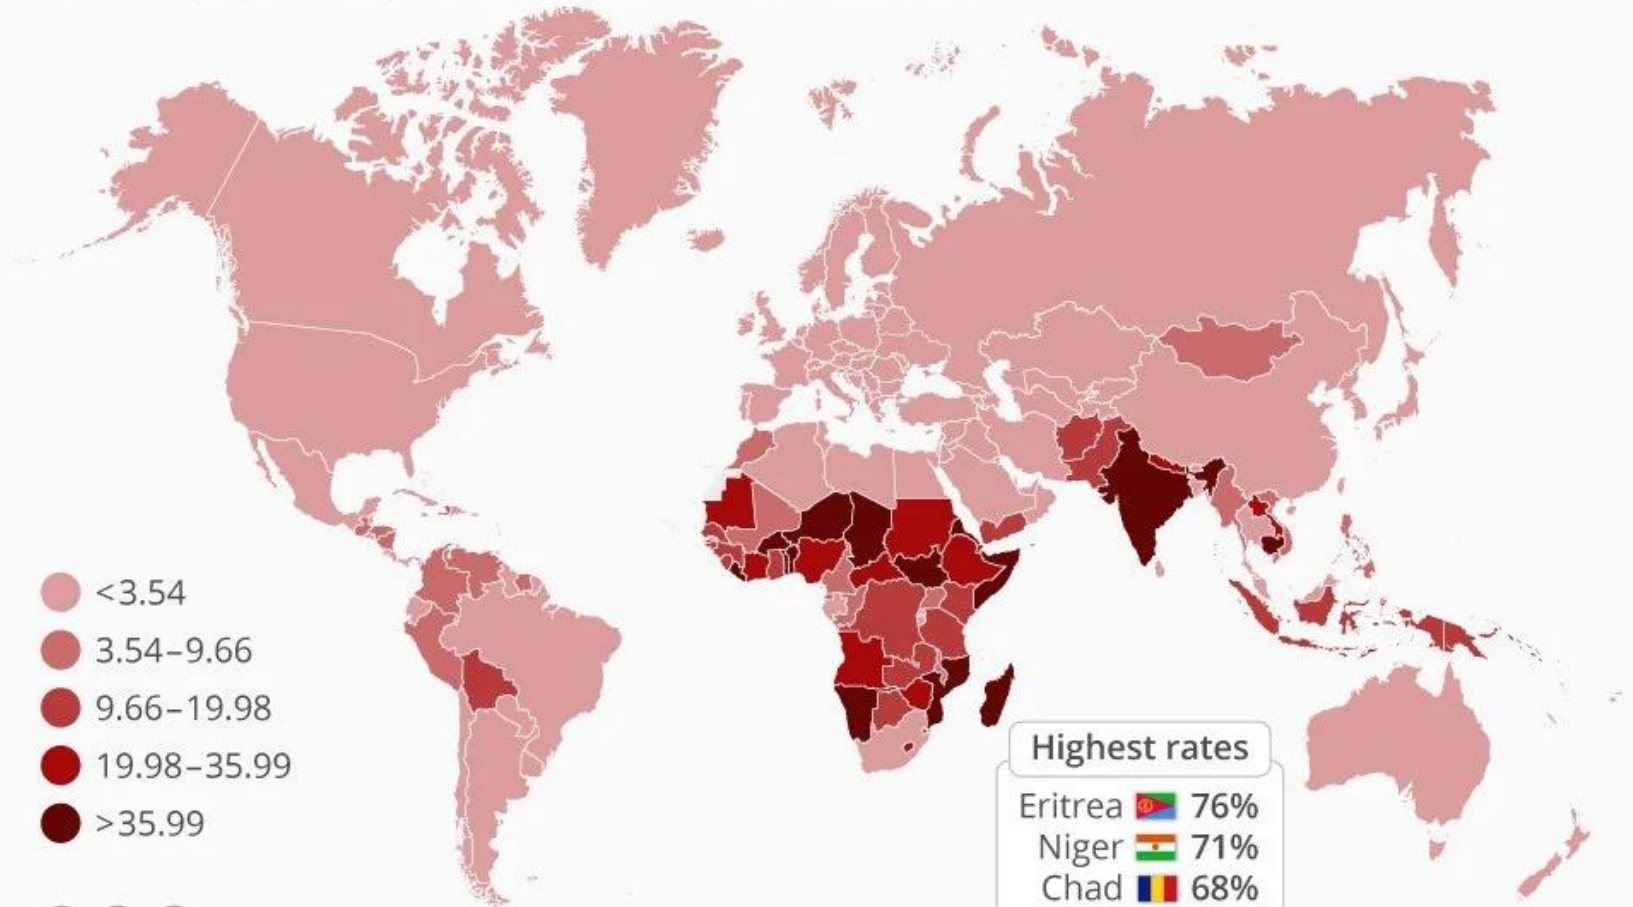 <3.54
3.54–9.66
9.66–19.98
19.98–35.99
>35.99
Highest rates
Eritrea 76%
Niger 71%
Chad 68%